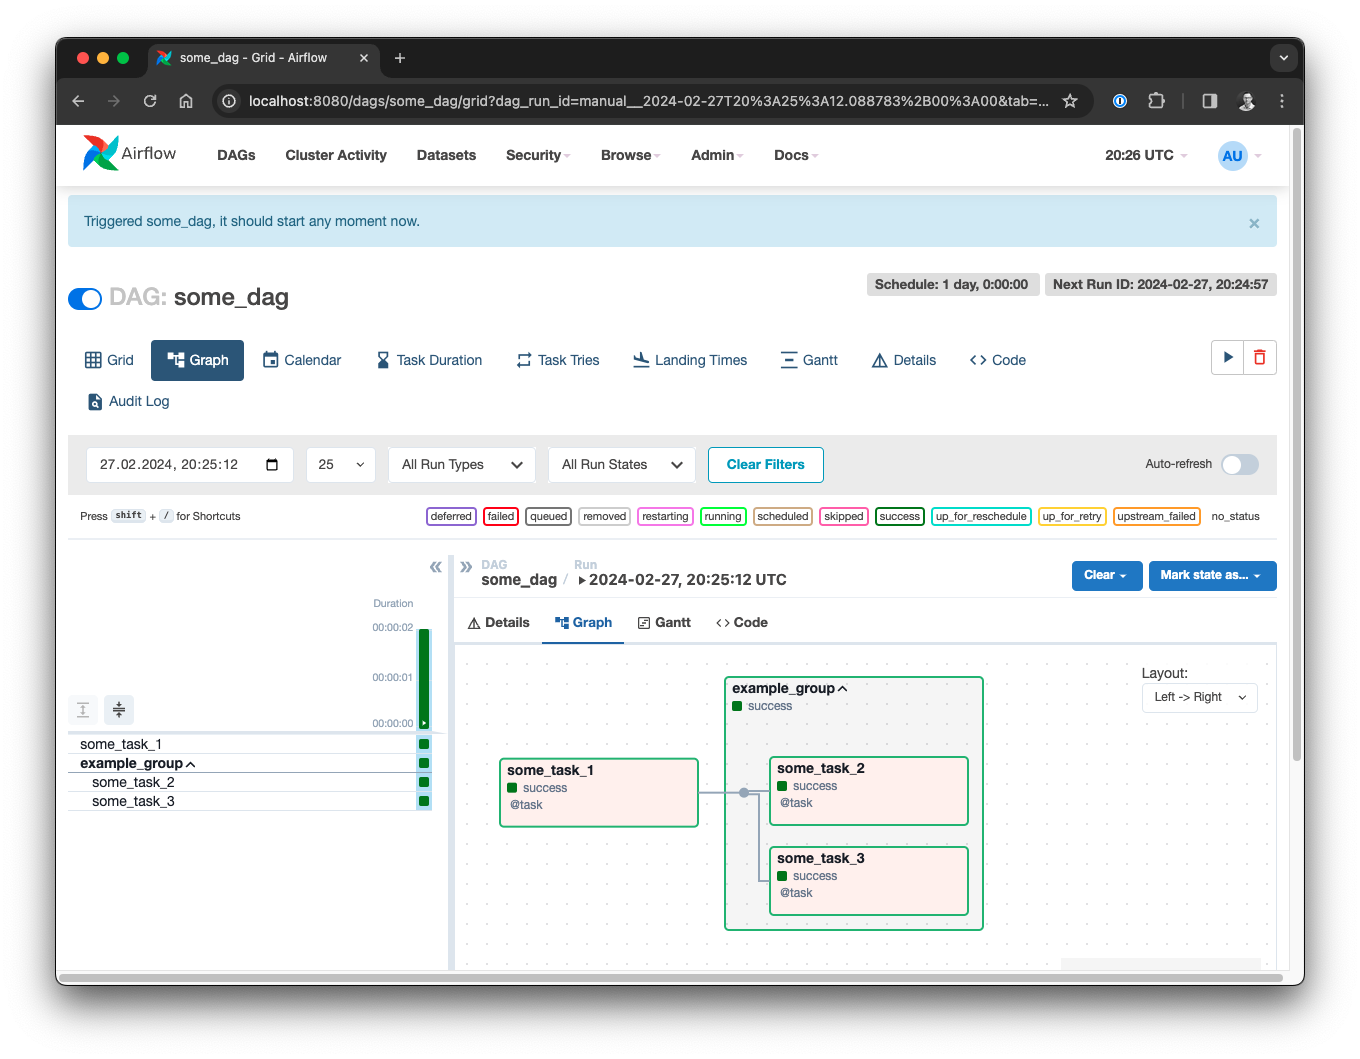 some_dag - Grid - Airflow
localhost:8080/dags/some_dag/grid?dag_run_id=manual__2024-02-27T20%3A25%3A12.088783%2B00%3A00&tab=...
Airflow DAGs Cluster Activity Datasets Security Browse Admin Docs 20:26 UTC AU
Triggered some_dag, it should start any moment now. ×
Schedule: 1 day, 0:00:00 Next Run ID: 2024-02-27, 20:24:57
DAG: some_dag
Grid Graph Calendar Task Duration Task Tries Landing Times Gantt Details Code
Audit Log
27.02.2024, 20:25:12 25 All Run Types All Run States Clear Filters Auto-refresh
Press shift + / for Shortcuts deferred failed queued removed restarting running scheduled skipped success up_for_reschedule up_for_retry upstream_failed no_status
DAG Run
some_dag / 2024-02-27, 20:25:12 UTC Clear Mark state as...
Duration
00:00:02
00:00:01
00:00:00
some_task_1
example_group
some_task_2
some_task_3
Details Graph Gantt Code
Layout:
Left -> Right
example_group
success
some_task_1
success
@task
some_task_2
success
@task
some_task_3
success
@task